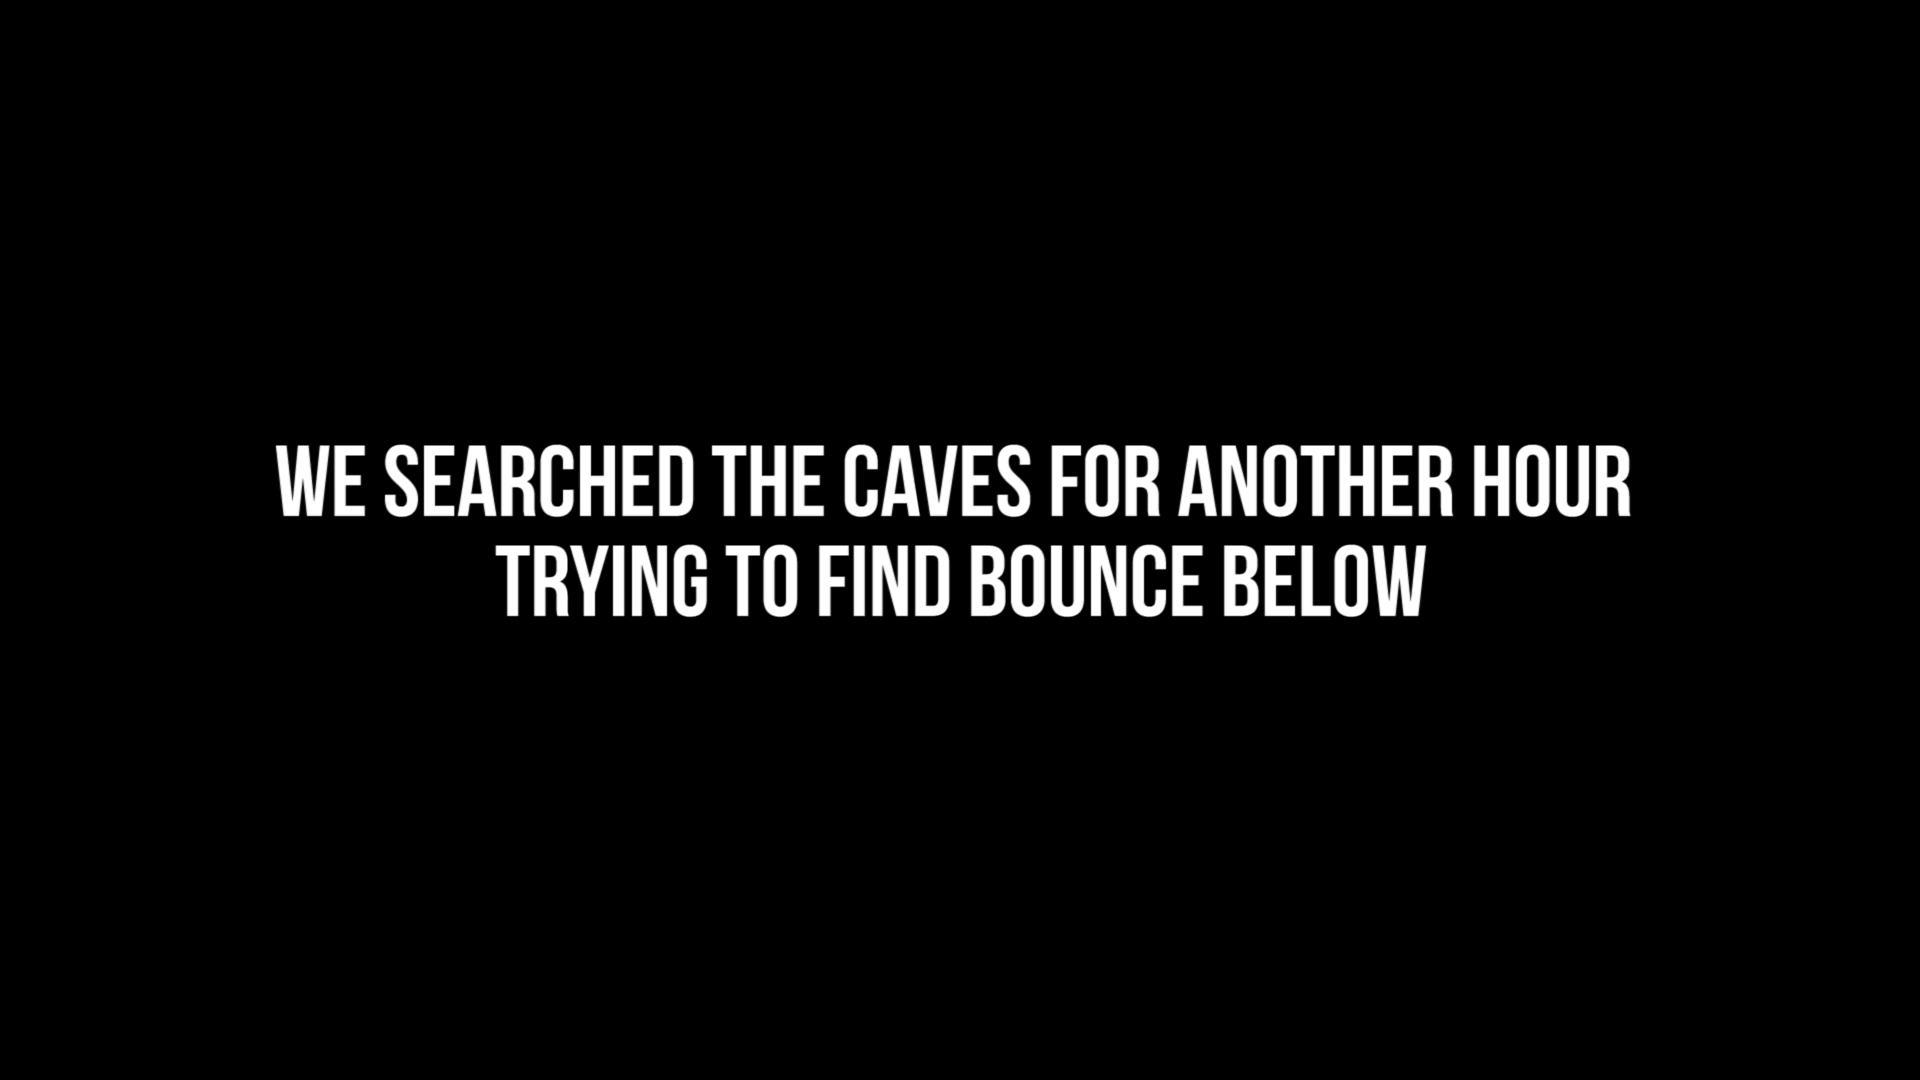 WE SEARCHED THE CAVES FOR ANOTHER HOUR
TRYING TO FIND BOUNCE BELOW